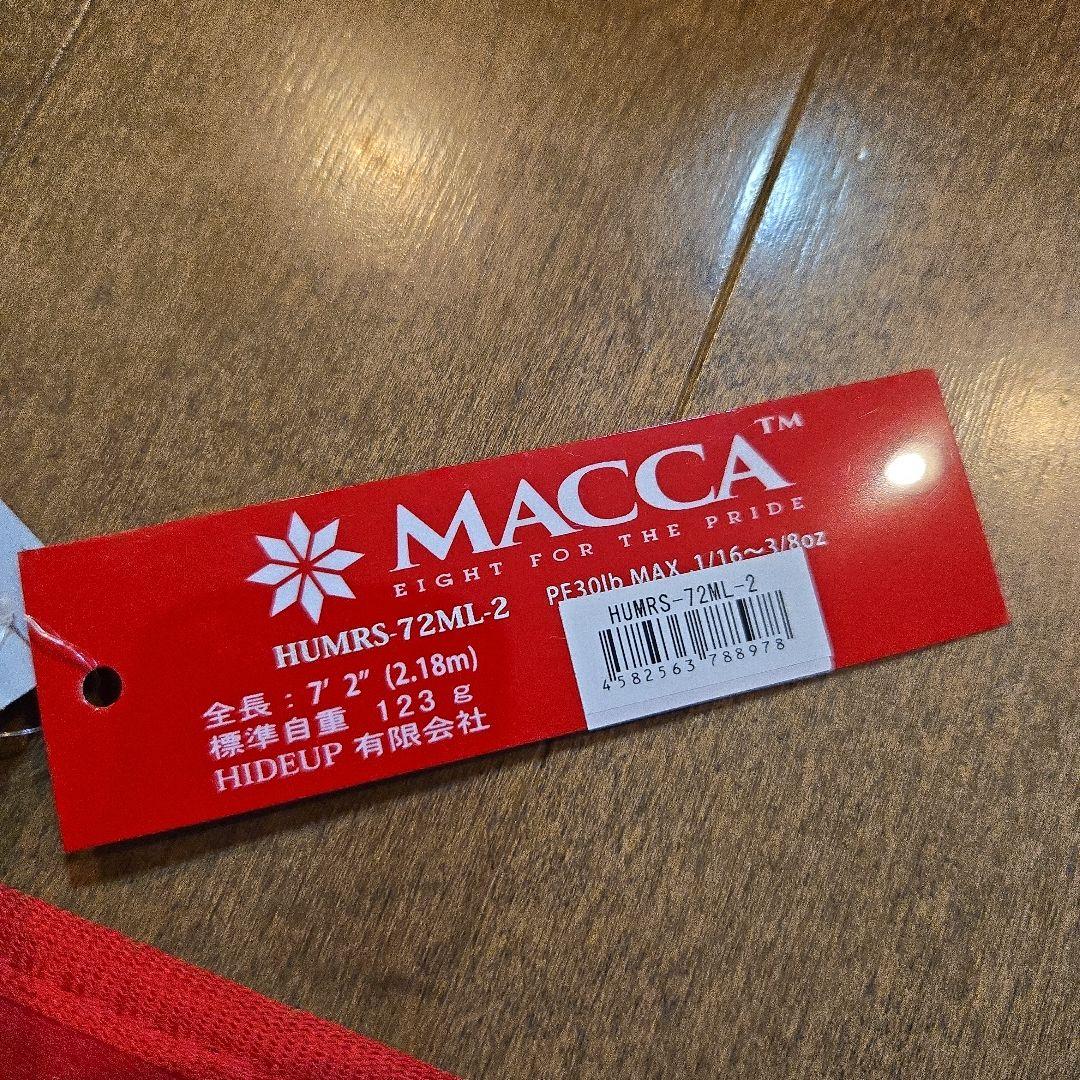 MACCA™
EIGHT FOR THE PRIDE
HUMRS-72ML-2
PE30lb MAX 1/16~3/8oz
全長:7' 2" (2.18m)
標準自重 123 g
HIDEUP 有限会社
HUMRS-72ML-2
4582563788978